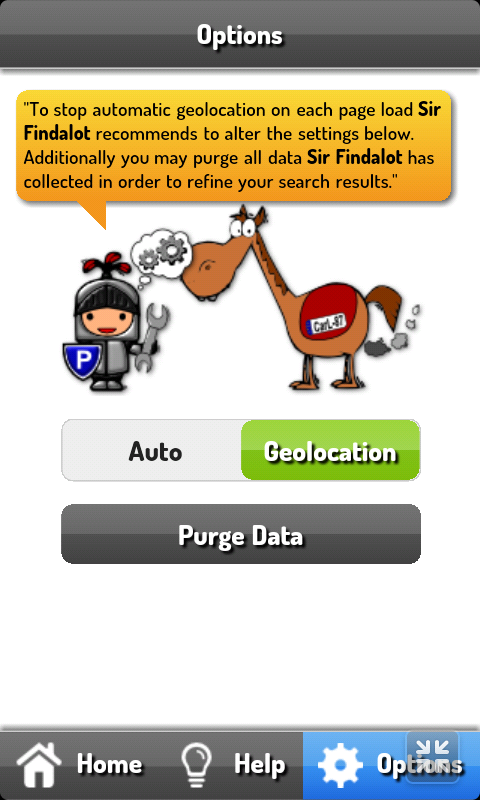 Options
"To stop automatic geolocation on each page load Sir
Findalot recommends to alter the settings below.
Additionally you may purge all data Sir Findalot has
collected in order to refine your search results."
P
CarL-87
Auto
Geolocation
Purge Data
Home
Help
Options